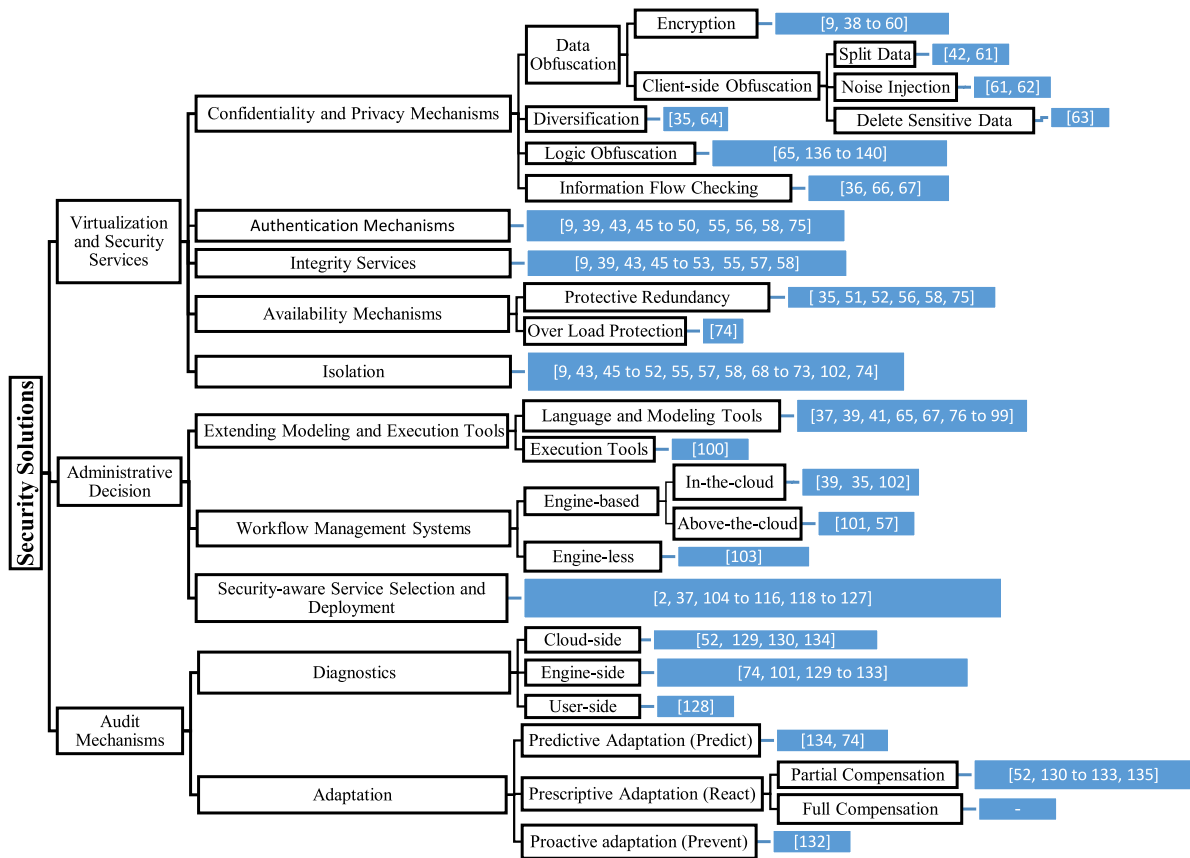 Security Solutions
Virtualization
and Security
Services
Confidentiality and Privacy Mechanisms
Data
Obfuscation
Encryption
[9, 38 to 60]
Client-side Obfuscation
Split Data
[42, 61]
Noise Injection
[61, 62]
Delete Sensitive Data
[63]
Diversification
[35, 64]
Logic Obfuscation
[65, 136 to 140]
Information Flow Checking
[36, 66, 67]
Authentication Mechanisms
[9, 39, 43, 45 to 50, 55, 56, 58, 75]
Integrity Services
[9, 39, 43, 45 to 53, 55, 57, 58]
Availability Mechanisms
Protective Redundancy
[ 35, 51, 52, 56, 58, 75]
Over Load Protection
[74]
Isolation
[9, 43, 45 to 52, 55, 57, 58, 68 to 73, 102, 74]
Administrative
Decision
Extending Modeling and Execution Tools
Language and Modeling Tools
[37, 39, 41, 65, 67, 76 to 99]
Execution Tools
[100]
Workflow Management Systems
Engine-based
In-the-cloud
[39, 35, 102]
Above-the-cloud
[101, 57]
Engine-less
[103]
Security-aware Service Selection and
Deployment
[2, 37, 104 to 116, 118 to 127]
Audit
Mechanisms
Diagnostics
Cloud-side
[52, 129, 130, 134]
Engine-side
[74, 101, 129 to 133]
User-side
[128]
Adaptation
Predictive Adaptation (Predict)
[134, 74]
Prescriptive Adaptation (React)
Partial Compensation
[52, 130 to 133, 135]
Full Compensation
-
Proactive adaptation (Prevent)
[132]